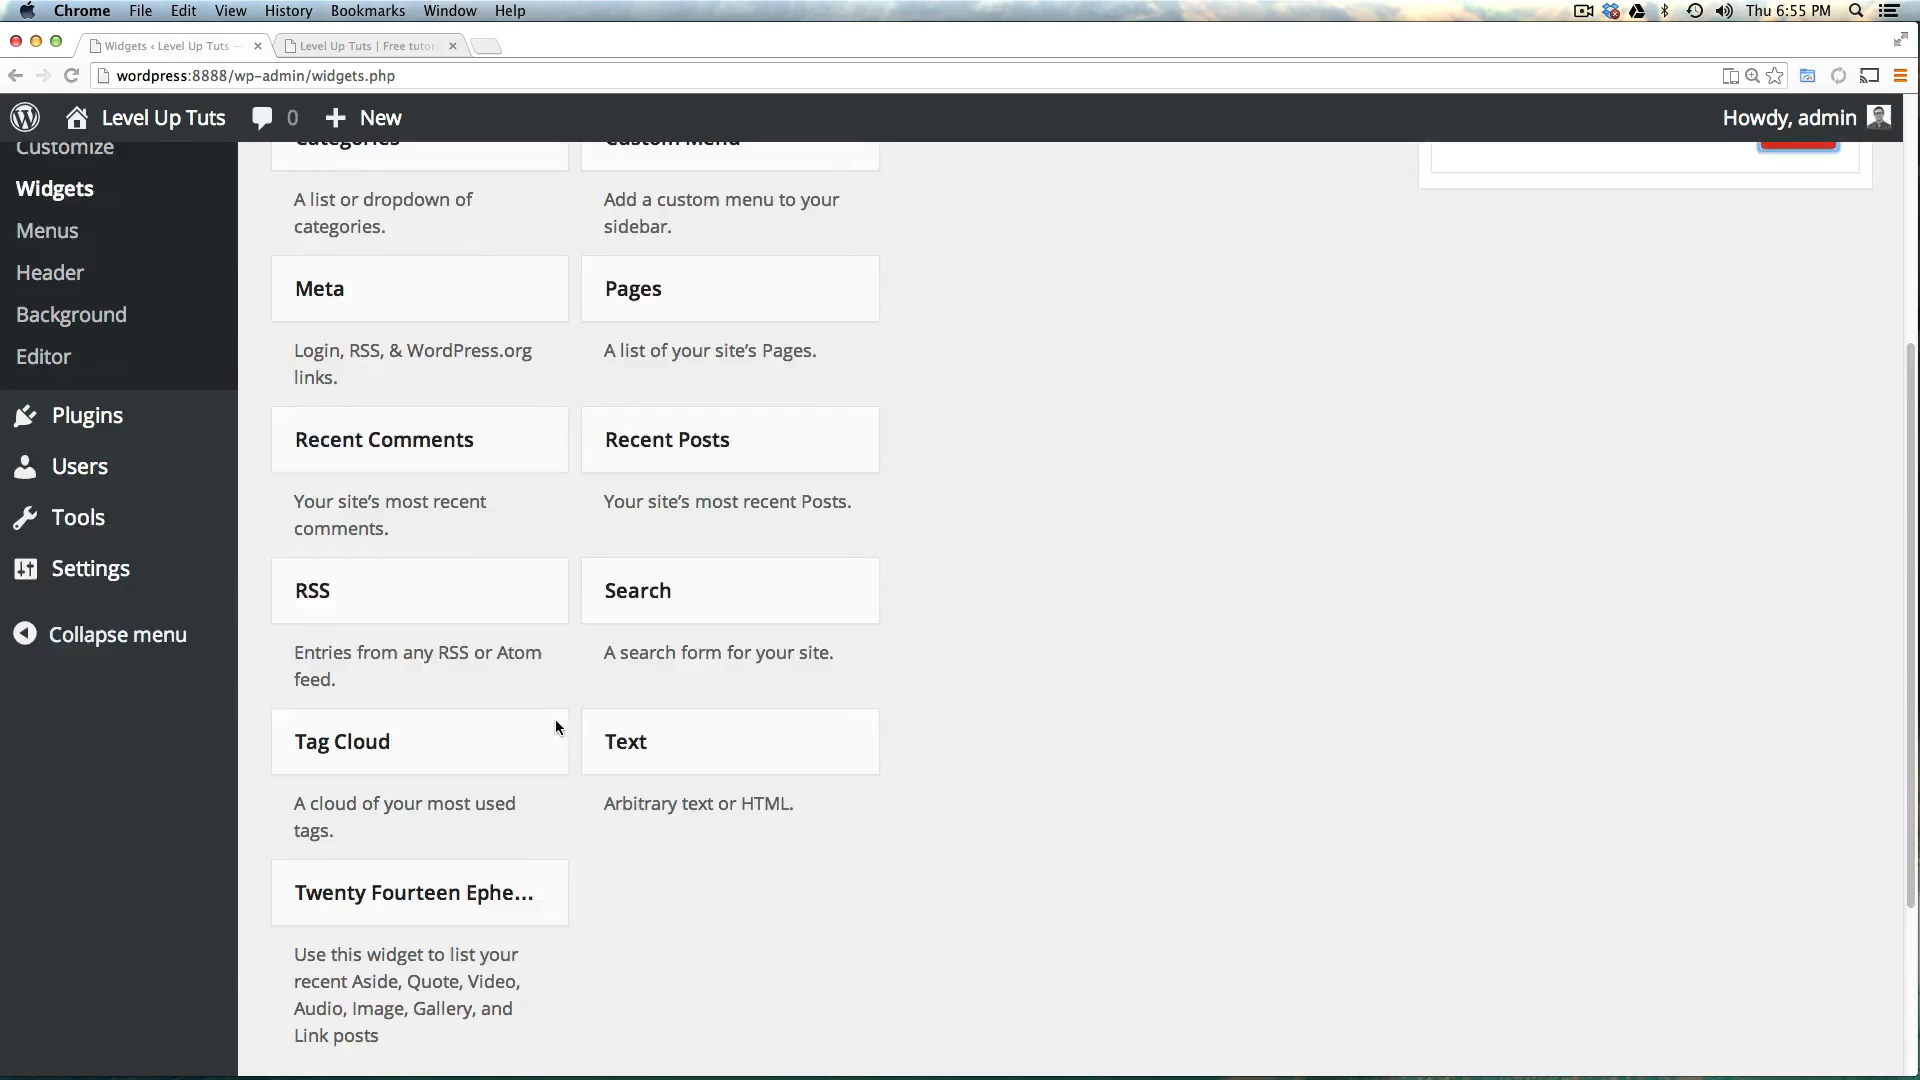 Chrome File Edit View History Bookmarks Window Help Thu 6:55 PM
Widgets ‹ Level Up Tuts — Level Up Tuts | Free tutor
wordpress:8888/wp-admin/widgets.php
Level Up Tuts 0 New Howdy, admin
Customize
Widgets
Menus
Header
Background
Editor
Plugins
Users
Tools
Settings
Collapse menu
Categories Custom Menu
A list or dropdown of
categories.
Add a custom menu to your
sidebar.
Meta Pages
Login, RSS, & WordPress.org
links.
A list of your site’s Pages.
Recent Comments Recent Posts
Your site’s most recent
comments.
Your site’s most recent Posts.
RSS Search
Entries from any RSS or Atom
feed.
A search form for your site.
Tag Cloud Text
A cloud of your most used
tags.
Arbitrary text or HTML.
Twenty Fourteen Ephe...
Use this widget to list your
recent Aside, Quote, Video,
Audio, Image, Gallery, and
Link posts